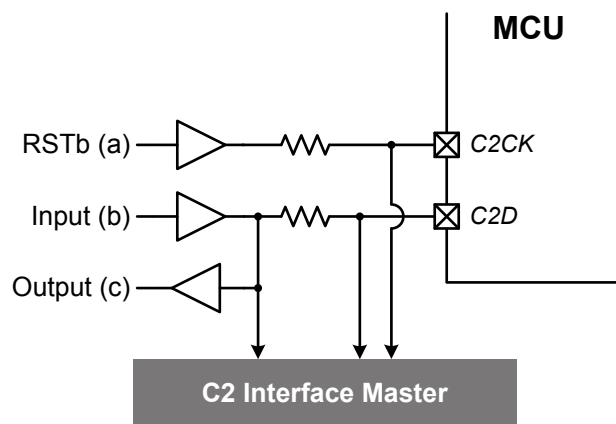 MCU
RSTb (a)
C2CK
Input (b)
C2D
Output (c)
C2 Interface Master